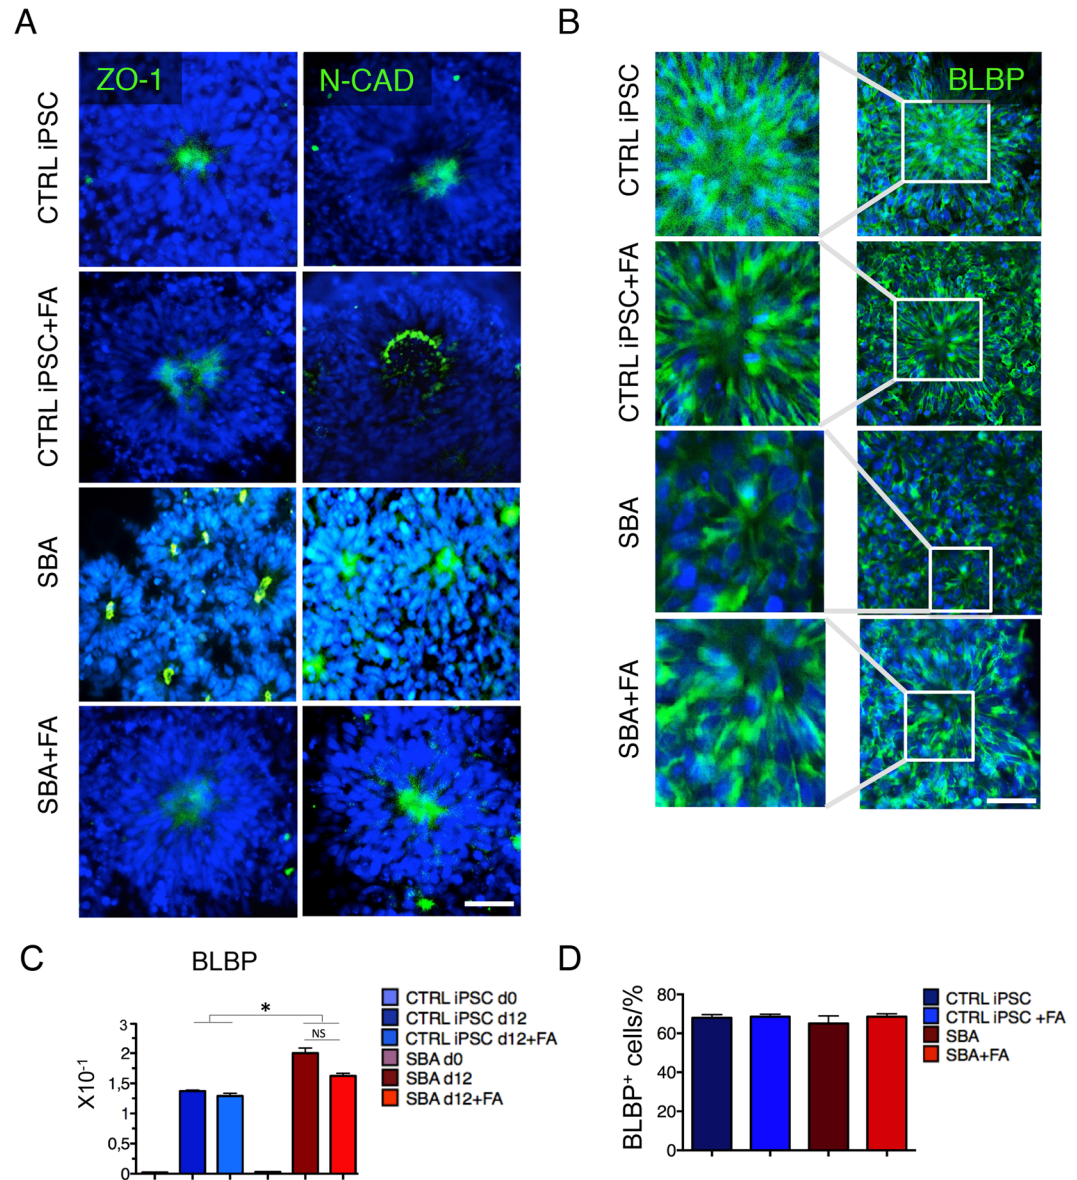 A
ZO-1
N-CAD
CTRL iPSC
CTRL iPSC+FA
SBA
SBA+FA
B
BLBP
CTRL iPSC
CTRL iPSC+FA
SBA
SBA+FA
C
BLBP
*
NS
X10-1
3
2
1,5
1
0,5
0
CTRL iPSC d0
CTRL iPSC d12
CTRL iPSC d12+FA
SBA d0
SBA d12
SBA d12+FA
D
BLBP+ cells/%
80
60
40
20
0
CTRL iPSC
CTRL iPSC +FA
SBA
SBA+FA